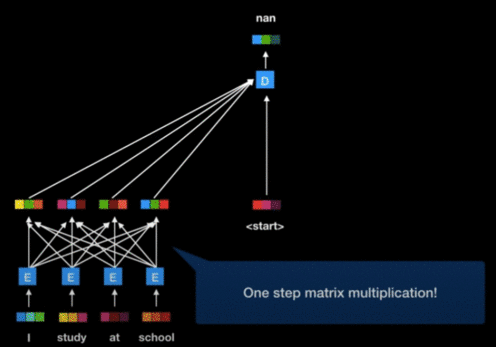 nan
D
<start>
E E E E
One step matrix multiplication!
I study at school